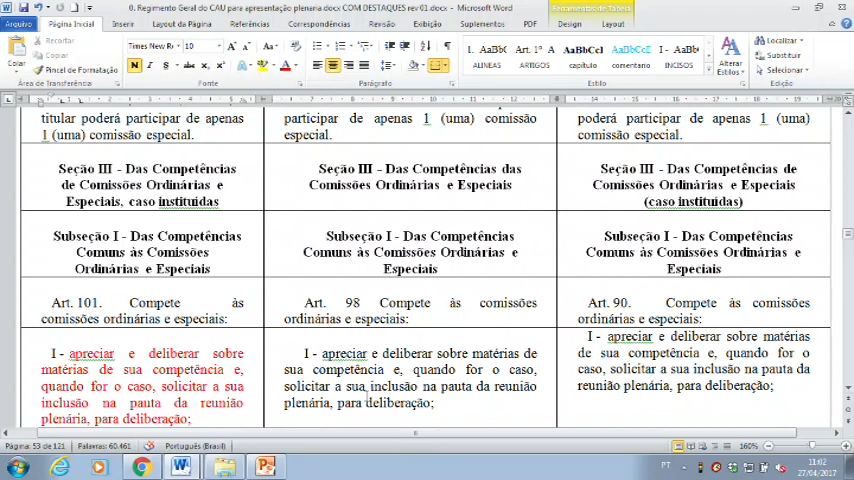 0. Regimento Geral do CAU para apresentação plenaria.docx COM DESTAQUES rev 01.docx - Microsoft Word
Ferramentas de Tabela
Arquivo Página Inicial Inserir Layout da Página Referências Correspondências Revisão Exibição Suplementos PDF Design Layout
Colar
Recortar
Copiar
Pincel de Formatação
Área de Transferência
Times New Ro 10
N I S abc x₂ x²
Fonte
Parágrafo
1. AaBbC
ALINEAS
Art. 1° A
ARTIGOS
AaBbCcI
capítulo
AaBbCcI
comentario
I. AaBb
INCISOS
Estilo
Alterar
Estilos
Localizar
Substituir
Selecionar
Edição
titular poderá participar de apenas
1 (uma) comissão especial.
participar de apenas 1 (uma) comissão
especial.
poderá participar de apenas 1 (uma)
comissão especial.
Seção III - Das Competências
de Comissões Ordinárias e
Especiais, caso instituídas
Seção III - Das Competências das
Comissões Ordinárias e Especiais
Seção III - Das Competências de
Comissões Ordinárias e Especiais
(caso instituídas)
Subseção I - Das Competências
Comuns às Comissões
Ordinárias e Especiais
Subseção I - Das Competências
Comuns às Comissões Ordinárias e
Especiais
Subseção I - Das Competências
Comuns às Comissões Ordinárias e
Especiais
Art. 101. Compete às
comissões ordinárias e especiais:
Art. 98 Compete às comissões
ordinárias e especiais:
Art. 90. Compete às comissões
ordinárias e especiais:
I - apreciar e deliberar sobre
matérias de sua competência e,
quando for o caso, solicitar a sua
inclusão na pauta da reunião
plenária, para deliberação;
I - apreciar e deliberar sobre matérias de
sua competência e, quando for o caso,
solicitar a sua inclusão na pauta da reunião
plenária, para deliberação;
I - apreciar e deliberar sobre matérias
de sua competência e, quando for o
caso, solicitar a sua inclusão na pauta da
reunião plenária, para deliberação;
Página: 53 de 121 Palavras: 60.461 Português (Brasil) 160%
PT 11:02
27/04/2017